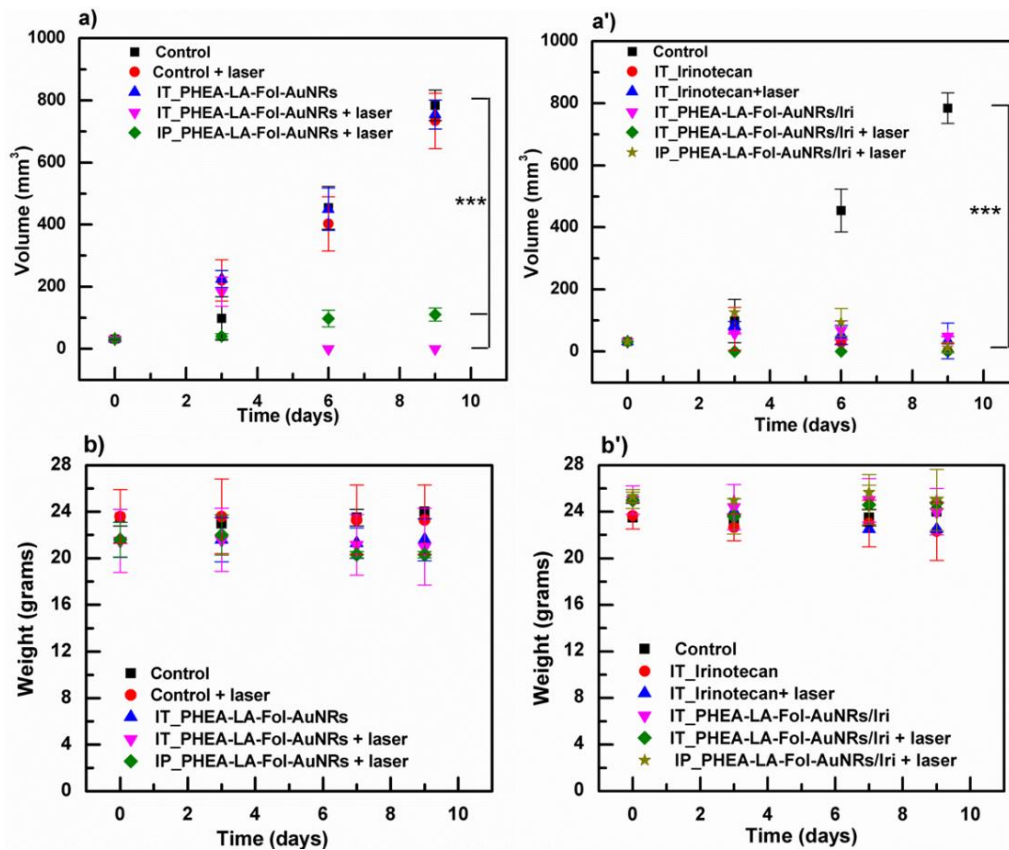 a)
1000
800
600
400
200
0
Volume (mm³)
Control
Control + laser
IT_PHEA-LA-Fol-AuNRs
IT_PHEA-LA-Fol-AuNRs + laser
IP_PHEA-LA-Fol-AuNRs + laser
***
0 2 4 6 8 10
Time (days)
a')
1000
800
600
400
200
0
Volume (mm³)
Control
IT_Irinotecan
IT_Irinotecan+laser
IT_PHEA-LA-Fol-AuNRs/Iri
IT_PHEA-LA-Fol-AuNRs/Iri + laser
IP_PHEA-LA-Fol-AuNRs/Iri + laser
***
0 2 4 6 8 10
Time (days)
b)
28
24
20
16
12
8
4
0
Weight (grams)
Control
Control + laser
IT_PHEA-LA-Fol-AuNRs
IT_PHEA-LA-Fol-AuNRs + laser
IP_PHEA-LA-Fol-AuNRs + laser
0 2 4 6 8 10
Time (days)
b')
28
24
20
16
12
8
4
0
Weight (grams)
Control
IT_Irinotecan
IT_Irinotecan+ laser
IT_PHEA-LA-Fol-AuNRs/Iri
IT_PHEA-LA-Fol-AuNRs/Iri + laser
IP_PHEA-LA-Fol-AuNRs/Iri + laser
0 2 4 6 8 10
Time (days)